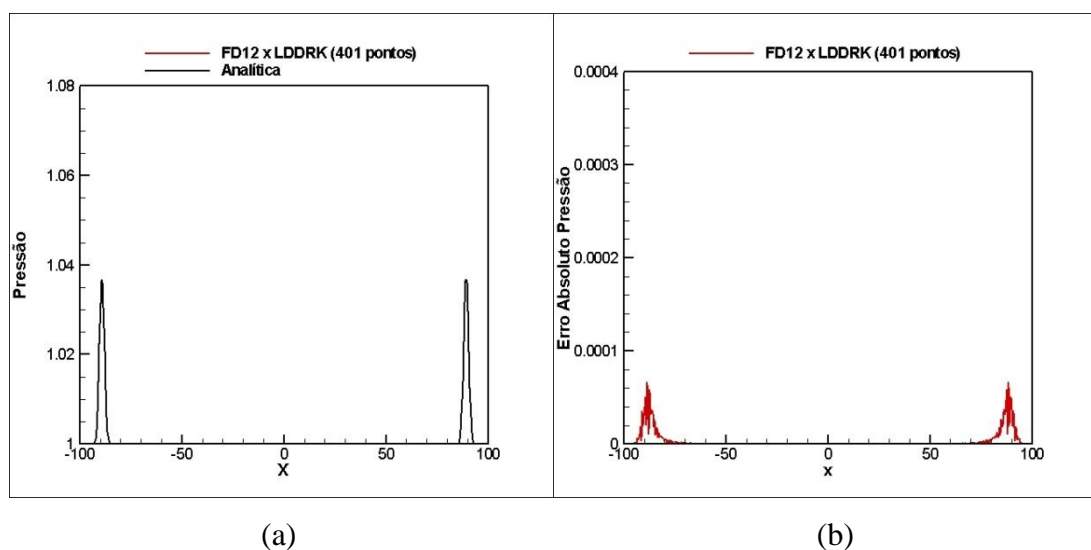 FD12 x LDDRK (401 pontos)
Analítica
1.08
1.06
1.04
1.02
1
Pressão
-100
-50
0
50
100
X
FD12 x LDDRK (401 pontos)
0.0004
0.0003
0.0002
0.0001
0
Erro Absoluto Pressão
-100
-50
0
50
100
x
(a)
(b)